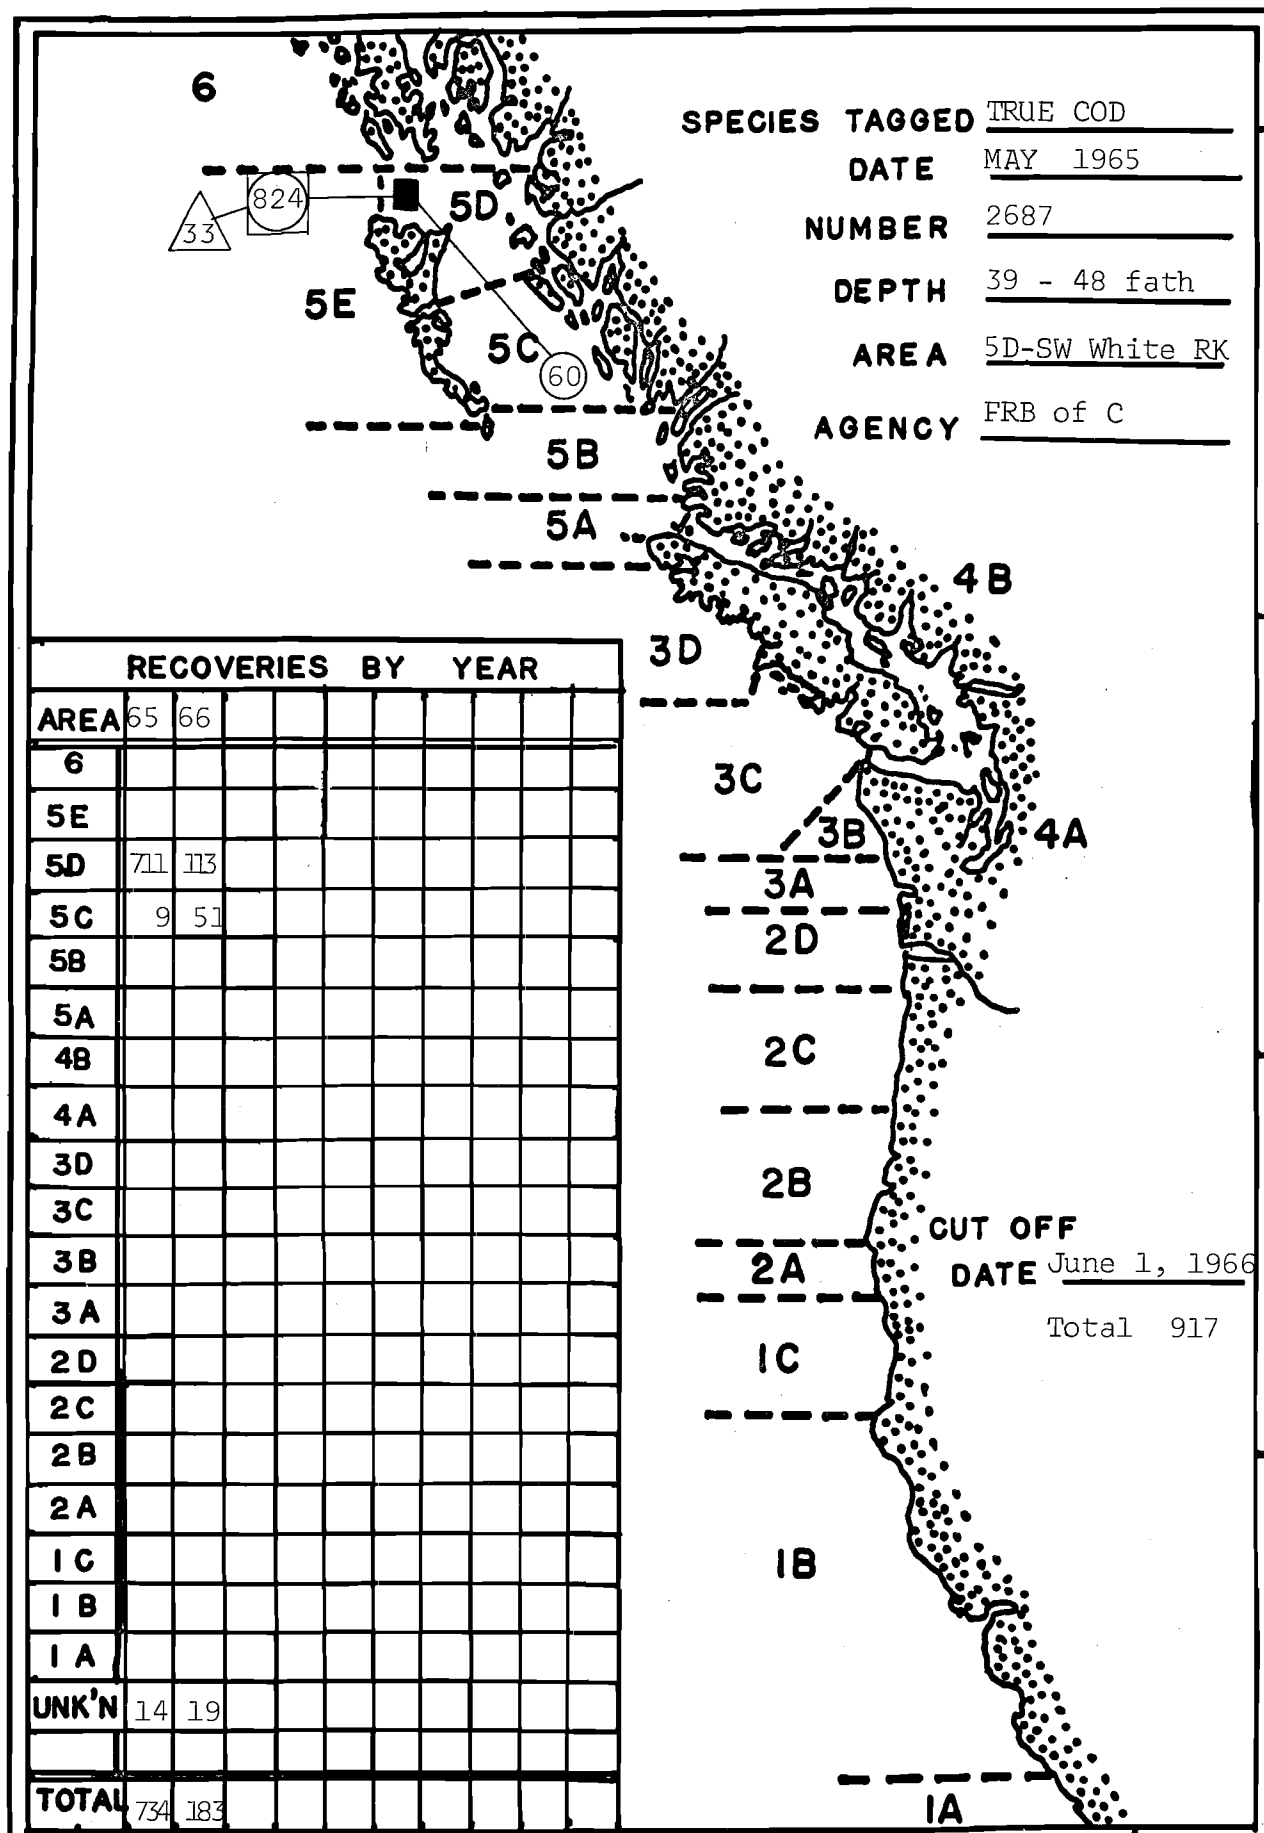 6
SPECIES TAGGED TRUE COD
DATE MAY 1965
NUMBER 2687
DEPTH 39 - 48 fath
AREA 5D-SW White RK
AGENCY FRB of C
824
33
5D
5E
5C
60
5B
5A
4B
3D
3C
3B
4A
3A
2D
2C
2B
2A
1C
1B
1A
CUT OFF
DATE June 1, 1966
Total 917
RECOVERIES BY YEAR
AREA 65 66
6
5E
5D 711 113
5C 9 51
5B
5A
4B
4A
3D
3C
3B
3A
2D
2C
2B
2A
1C
1B
1A
UNK'N 14 19
TOTAL 734 183